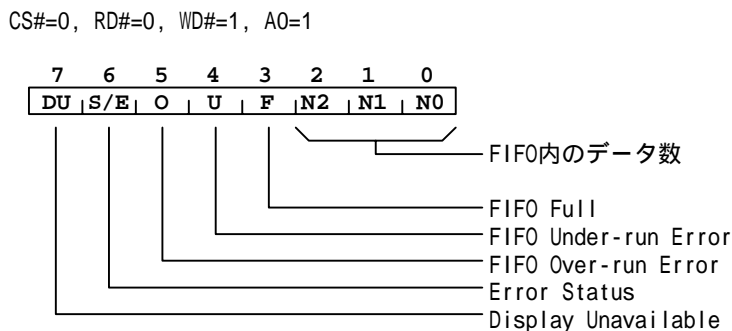 CS#=0, RD#=0, WD#=1, A0=1
7 6 5 4 3 2 1 0
DU S/E O U F N2 N1 N0
FIFO内のデータ数
FIFO Full
FIFO Under-run Error
FIFO Over-run Error
Error Status
Display Unavailable